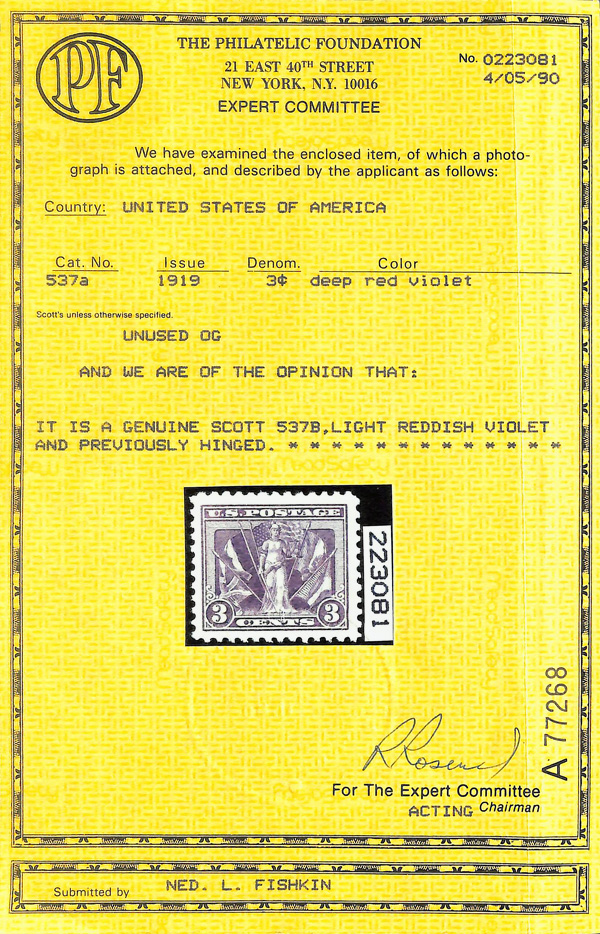 PF
THE PHILATELIC FOUNDATION
21 EAST 40TH STREET
NEW YORK, N.Y. 10016
EXPERT COMMITTEE
No. 0223081
4/05/90
We have examined the enclosed item, of which a photo-
graph is attached, and described by the applicant as follows:
Country: UNITED STATES OF AMERICA
Cat. No. Issue Denom. Color
537a 1919 3¢ deep red violet
Scott's unless otherwise specified.
UNUSED OG
AND WE ARE OF THE OPINION THAT:
IT IS A GENUINE SCOTT 537B,LIGHT REDDISH VIOLET
AND PREVIOUSLY HINGED. * * * * * * * * * * * * *
U.S. POSTAGE
3 3
CENTS
223081
A 77268
For The Expert Committee
ACTING Chairman
Submitted by NED. L. FISHKIN